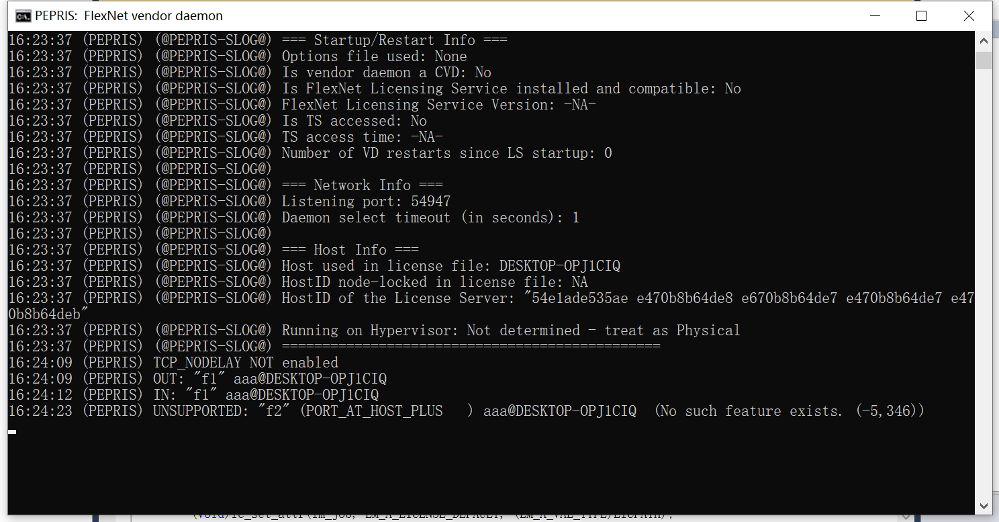 PEPRIS: FlexNet vendor daemon
16:23:37 (PEPRIS) (@PEPRIS-SLOG@) === Startup/Restart Info ===
16:23:37 (PEPRIS) (@PEPRIS-SLOG@) Options file used: None
16:23:37 (PEPRIS) (@PEPRIS-SLOG@) Is vendor daemon a CVD: No
16:23:37 (PEPRIS) (@PEPRIS-SLOG@) Is FlexNet Licensing Service installed and compatible: No
16:23:37 (PEPRIS) (@PEPRIS-SLOG@) FlexNet Licensing Service Version: -NA-
16:23:37 (PEPRIS) (@PEPRIS-SLOG@) Is TS accessed: No
16:23:37 (PEPRIS) (@PEPRIS-SLOG@) TS access time: -NA-
16:23:37 (PEPRIS) (@PEPRIS-SLOG@) Number of VD restarts since LS startup: 0
16:23:37 (PEPRIS) (@PEPRIS-SLOG@)
16:23:37 (PEPRIS) (@PEPRIS-SLOG@) === Network Info ===
16:23:37 (PEPRIS) (@PEPRIS-SLOG@) Listening port: 54947
16:23:37 (PEPRIS) (@PEPRIS-SLOG@) Daemon select timeout (in seconds): 1
16:23:37 (PEPRIS) (@PEPRIS-SLOG@)
16:23:37 (PEPRIS) (@PEPRIS-SLOG@) === Host Info ===
16:23:37 (PEPRIS) (@PEPRIS-SLOG@) Host used in license file: DESKTOP-OPJ1CIQ
16:23:37 (PEPRIS) (@PEPRIS-SLOG@) HostID node-locked in license file: NA
16:23:37 (PEPRIS) (@PEPRIS-SLOG@) HostID of the License Server: "54e1ade535ae e470b8b64de8 e670b8b64de7 e470b8b64de7 e47
0b8b64deb"
16:23:37 (PEPRIS) (@PEPRIS-SLOG@) Running on Hypervisor: Not determined - treat as Physical
16:23:37 (PEPRIS) (@PEPRIS-SLOG@) ===============================================
16:24:09 (PEPRIS) TCP_NODELAY NOT enabled
16:24:09 (PEPRIS) OUT: "f1" aaa@DESKTOP-OPJ1CIQ
16:24:12 (PEPRIS) IN: "f1" aaa@DESKTOP-OPJ1CIQ
16:24:23 (PEPRIS) UNSUPPORTED: "f2" (PORT_AT_HOST_PLUS   ) aaa@DESKTOP-OPJ1CIQ  (No such feature exists. (-5,346))